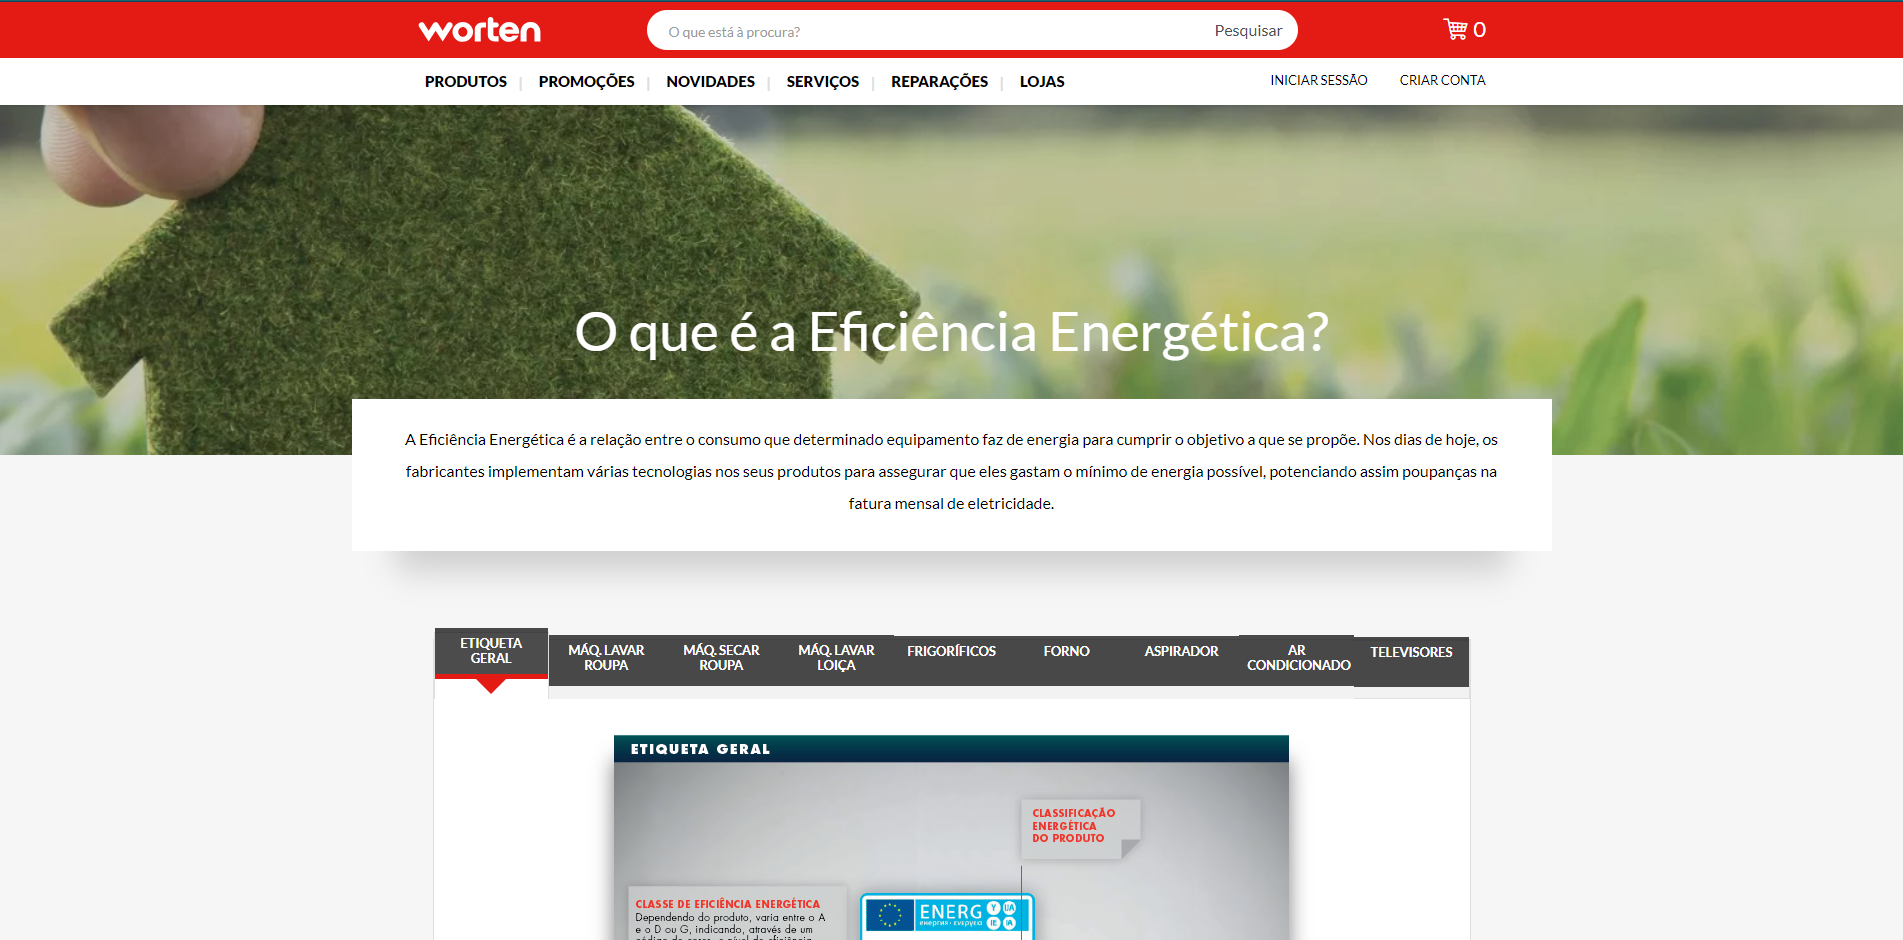 worten
O que está à procura?
Pesquisar
0
PRODUTOS | PROMOÇÕES | NOVIDADES | SERVIÇOS | REPARAÇÕES | LOJAS
INICIAR SESSÃO
CRIAR CONTA
O que é a Eficiência Energética?
A Eficiência Energética é a relação entre o consumo que determinado equipamento faz de energia para cumprir o objetivo a que se propõe. Nos dias de hoje, os
fabricantes implementam várias tecnologias nos seus produtos para assegurar que eles gastam o mínimo de energia possível, potenciando assim poupanças na
fatura mensal de eletricidade.
ETIQUETA
GERAL
MÁQ. LAVAR
ROUPA
MÁQ. SECAR
ROUPA
MÁQ. LAVAR
LOIÇA
FRIGORÍFICOS
FORNO
ASPIRADOR
AR
CONDICIONADO
TELEVISORES
ETIQUETA GERAL
CLASSIFICAÇÃO
ENERGÉTICA
DO PRODUTO
CLASSE DE EFICIÊNCIA ENERGÉTICA
Dependendo do produto, varia entre o A
e o D ou G, indicando, através de um
ENERG
Y UA
IE IA
енергия · ενεργεια